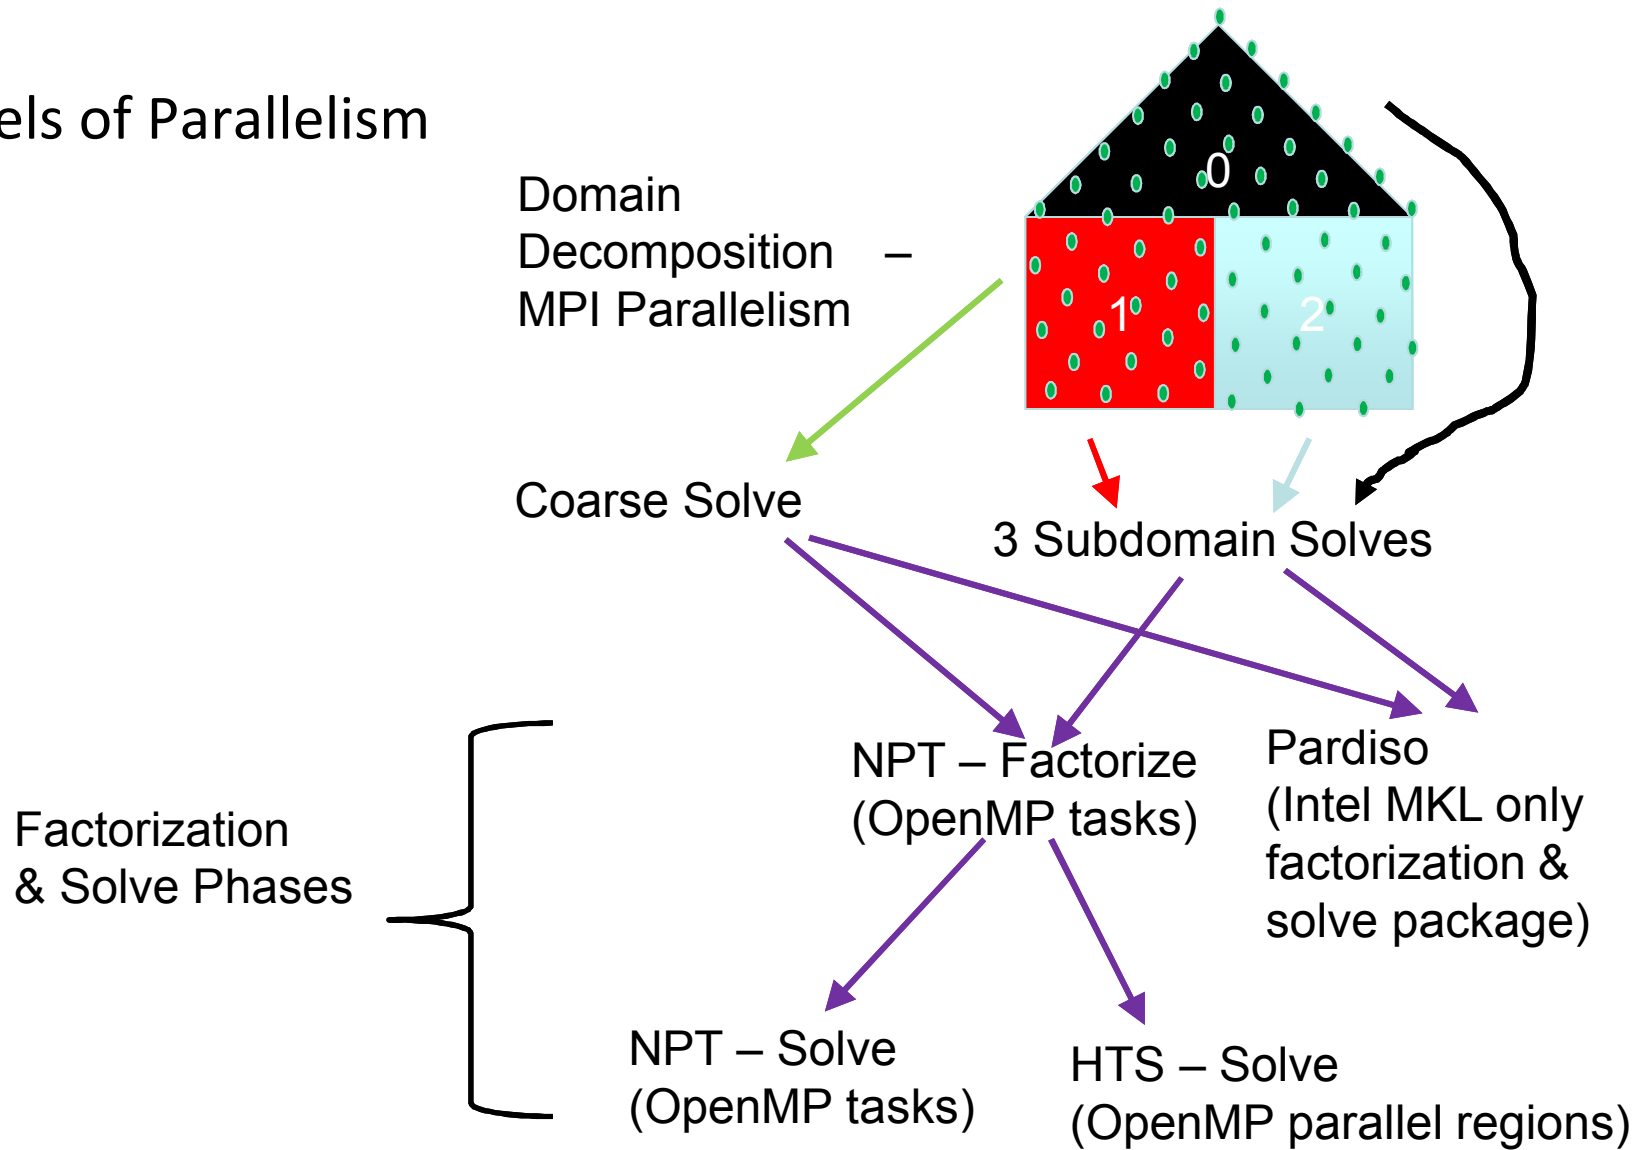 els of Parallelism
Domain
Decomposition –
MPI Parallelism
0
1
2
Coarse Solve
3 Subdomain Solves
Factorization
& Solve Phases
NPT – Factorize
(OpenMP tasks)
Pardiso
(Intel MKL only
factorization &
solve package)
NPT – Solve
(OpenMP tasks)
HTS – Solve
(OpenMP parallel regions)